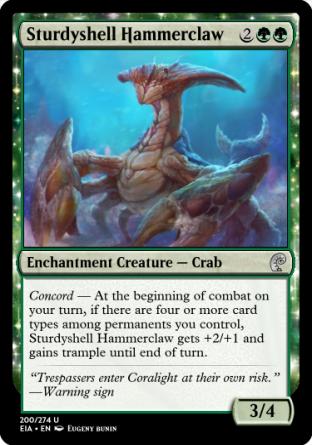 Sturdyshell Hammerclaw 2
Enchantment Creature — Crab
Concord — At the beginning of combat on
your turn, if there are four or more card
types among permanents you control,
Sturdyshell Hammerclaw gets +2/+1 and
gains trample until end of turn.
“Trespassers enter Coralight at their own risk.”
—Warning sign
3/4
200/274 U
EIA • EN Eugeny bunin